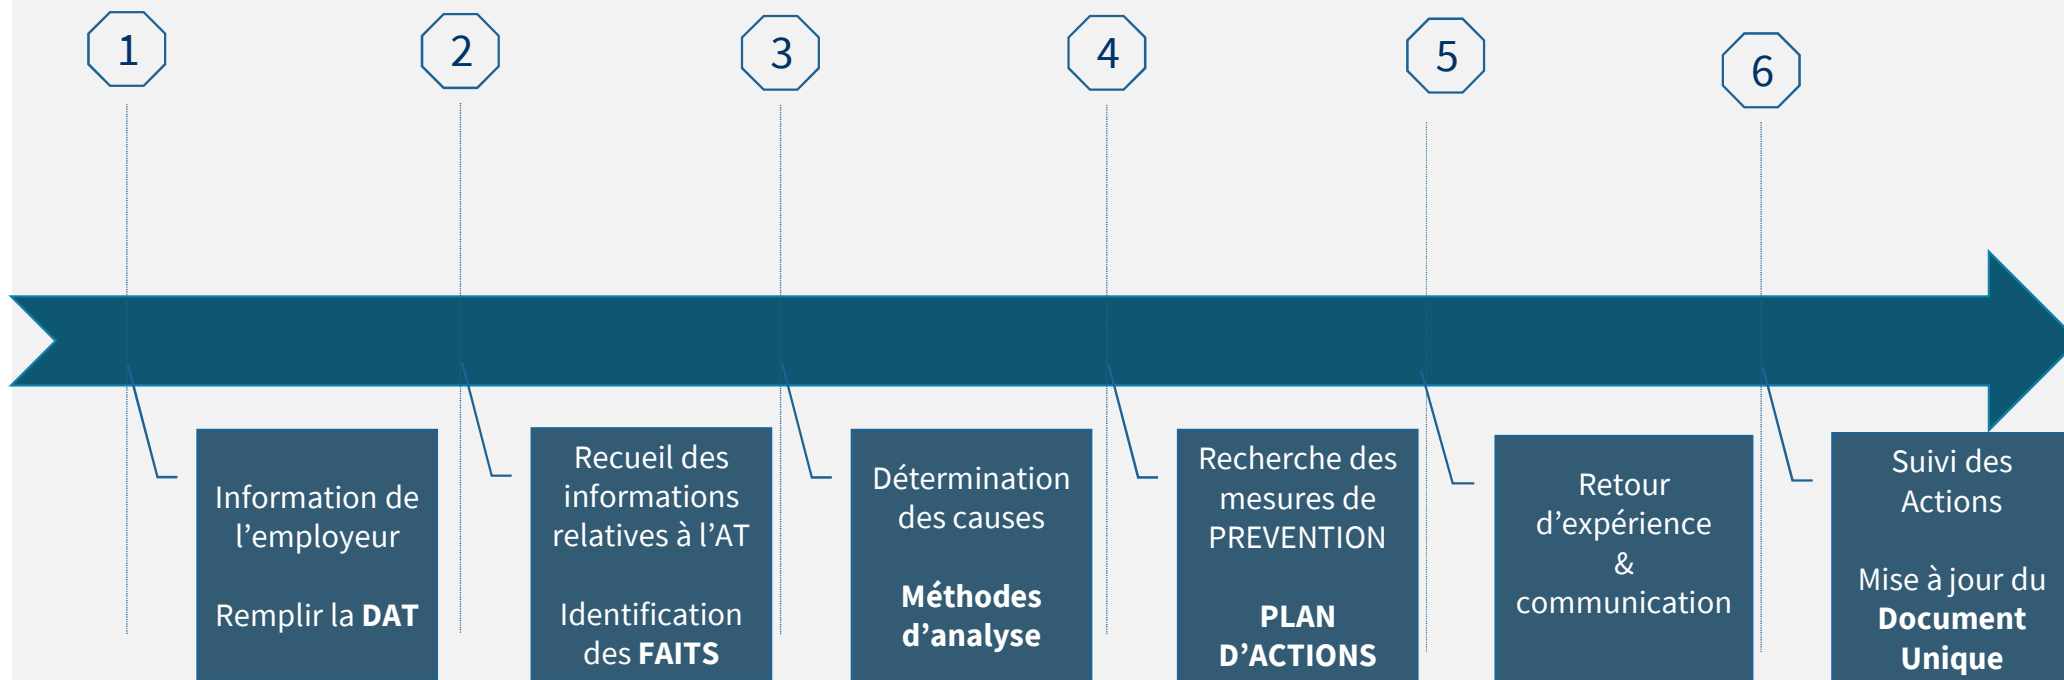 1
2
3
4
5
6
Information de
l’employeur
Remplir la DAT
Recueil des
informations
relatives à l’AT
Identification
des FAITS
Détermination
des causes
Méthodes
d’analyse
Recherche des
mesures de
PREVENTION
PLAN
D’ACTIONS
Retour
d’expérience
&
communication
Suivi des
Actions
Mise à jour du
Document
Unique